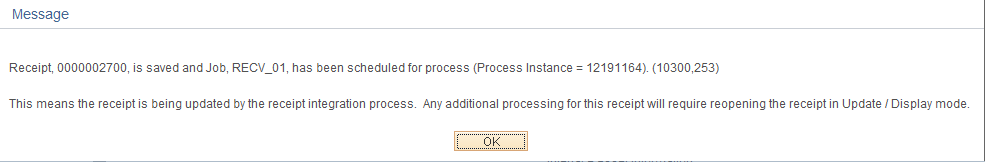 Message
Receipt, 0000002700, is saved and Job, RECV_01, has been scheduled for process (Process Instance = 12191164). (10300,253)
This means the receipt is being updated by the receipt integration process.  Any additional processing for this receipt will require reopening the receipt in Update / Display mode.
OK